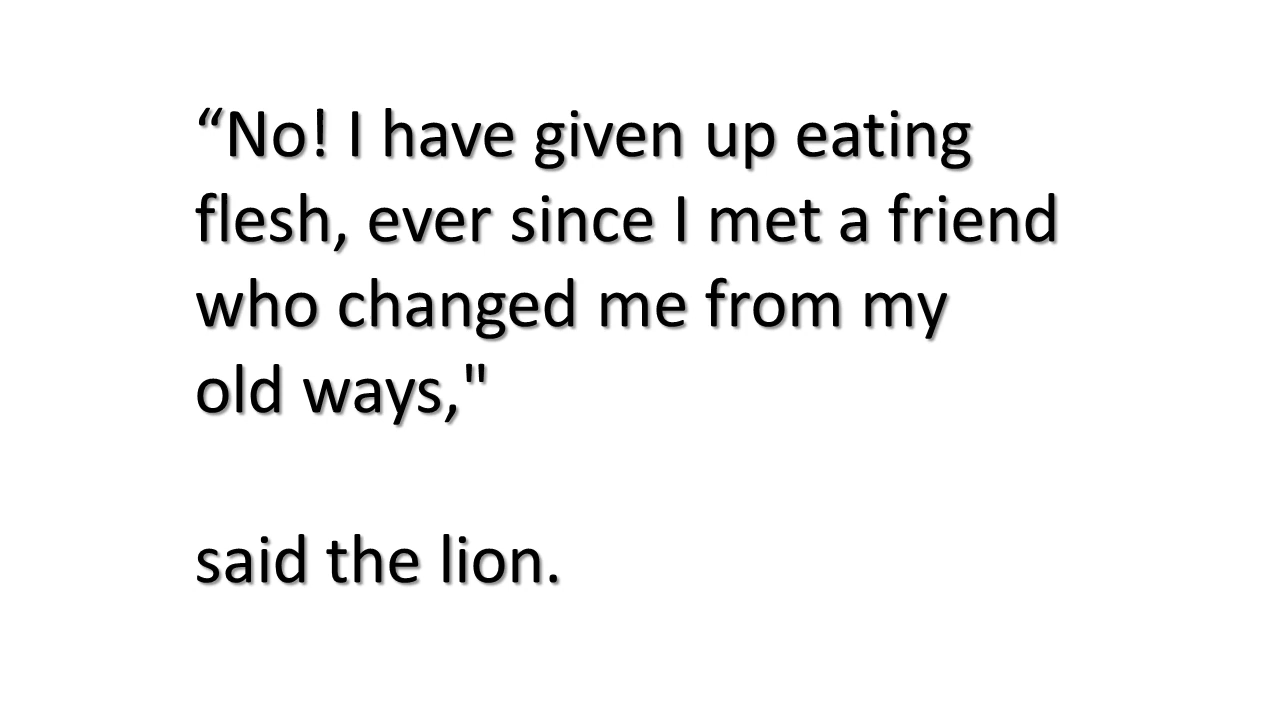 “No! I have given up eating
flesh, ever since I met a friend
who changed me from my
old ways,"
said the lion.